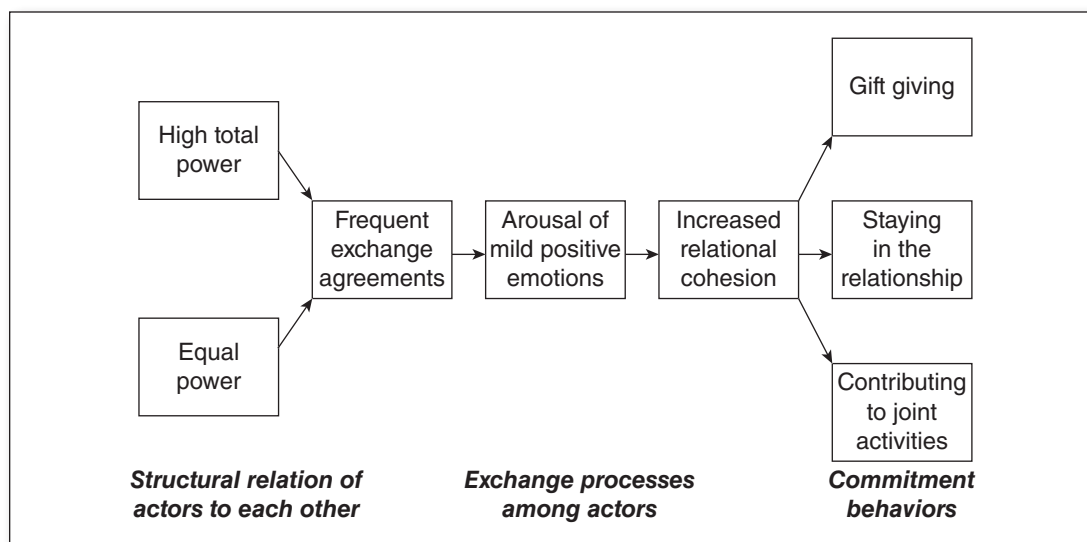 High total
power
Equal
power
Frequent
exchange
agreements
Arousal of
mild positive
emotions
Increased
relational
cohesion
Gift giving
Staying
in the
relationship
Contributing
to joint
activities
Structural relation of
actors to each other
Exchange processes
among actors
Commitment
behaviors